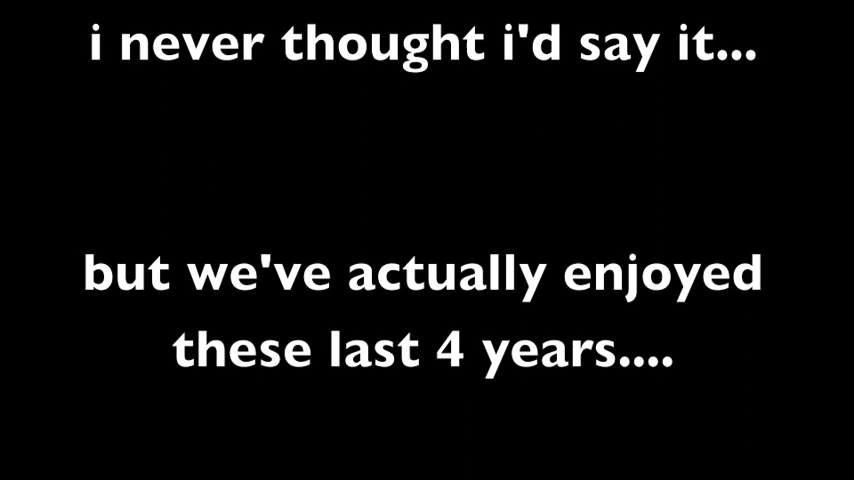 i never thought i'd say it...
but we've actually enjoyed
these last 4 years....